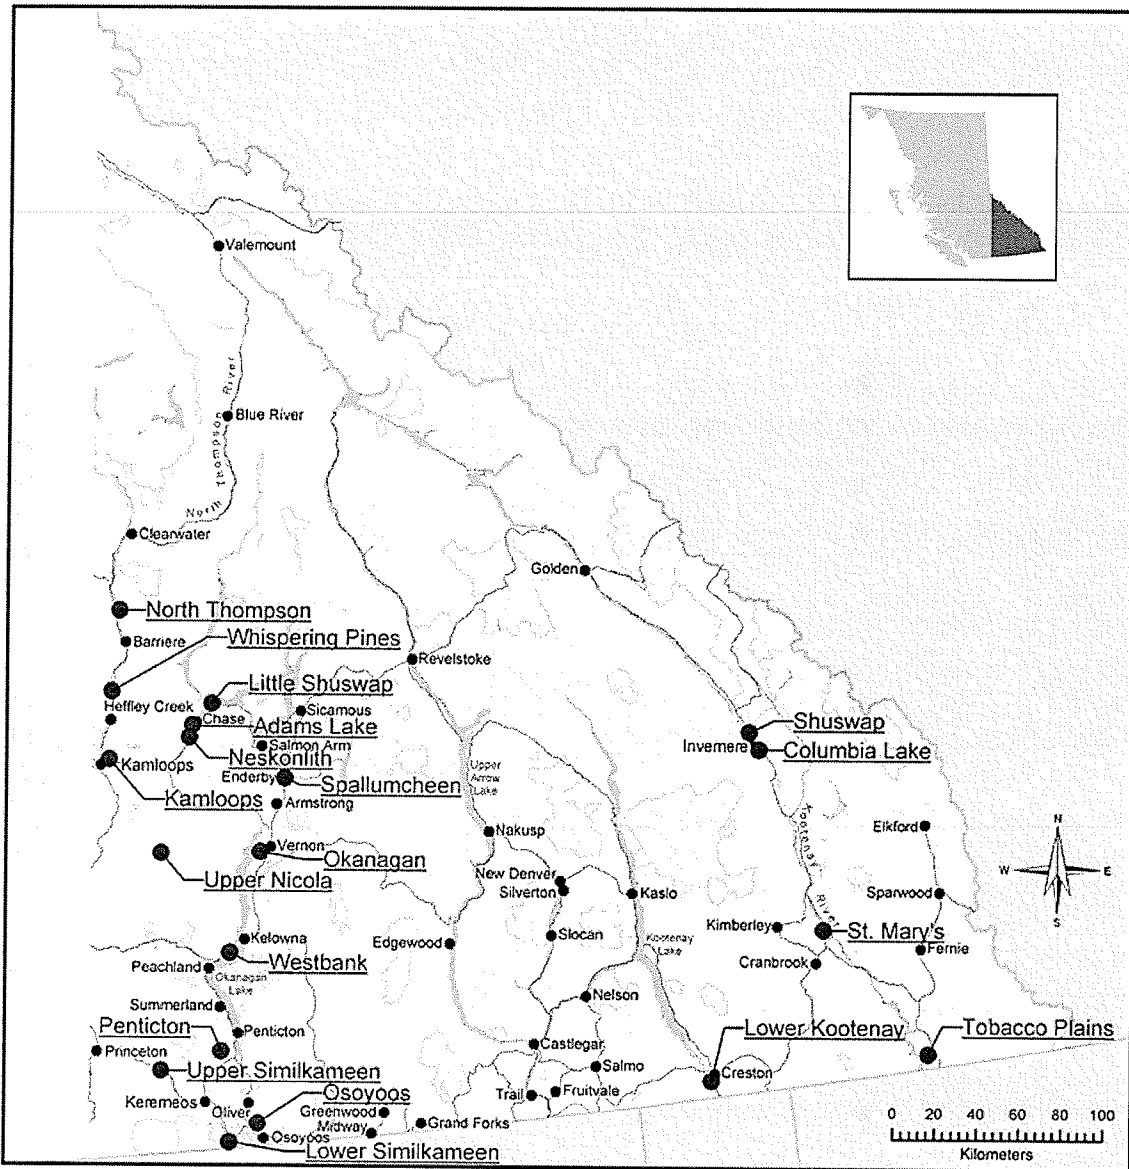 Valemount
North Thompson River
Blue River
Clearwater
Golden
North Thompson
Barriere
Whispering Pines
Revelstoke
Little Shuswap
Heffley Creek
Chase
Sicamous
Adams Lake
Shuswap
Invermere
Salmon Arm
Neskonlith
Columbia Lake
Kamloops
Enderby
Spallumcheen
Upper
Arrow
Lake
Kamloops
Armstrong
Kootenay River
Elkford
N
Nakusp
Vernon
Okanagan
W
E
Upper Nicola
New Denver
Silverton
Kaslo
Sparwood
S
Kimberley
St. Mary's
Kelowna
Edgewood
Slocan
Kootenay
Lake
Fernie
Westbank
Cranbrook
Peachland
Okanagan
Lake
Nelson
Summerland
Penticton
Penticton
Lower Kootenay
Tobacco Plains
Castlegar
Princeton
Upper Similkameen
Salmo
Creston
Keremeos
Osoyoos
Trail
Fruitvale
Oliver
Greenwood
Midway
Grand Forks
0 20 40 60 80 100
Osoyoos
Lower Similkameen
Kilometers